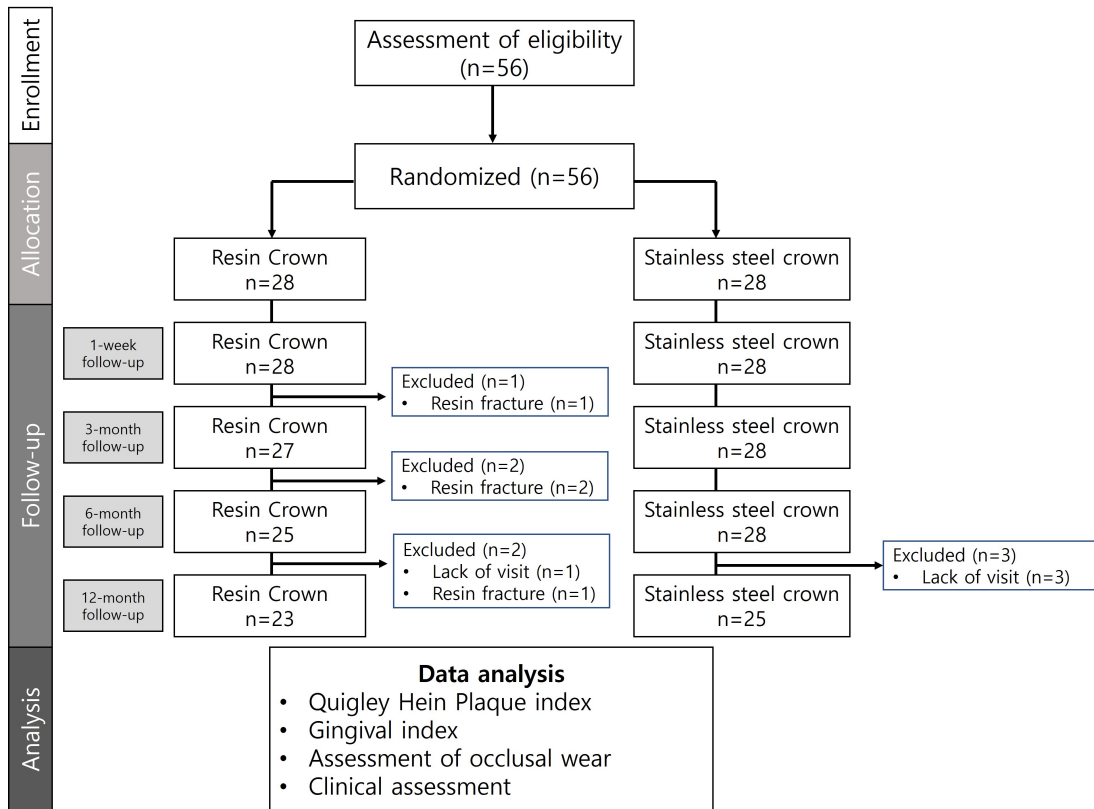 Enrollment
Assessment of eligibility
(n=56)
Allocation
Randomized (n=56)
Resin Crown
n=28
Stainless steel crown
n=28
Follow-up
1-week
follow-up
Resin Crown
n=28
Stainless steel crown
n=28
Excluded (n=1)
• Resin fracture (n=1)
3-month
follow-up
Resin Crown
n=27
Stainless steel crown
n=28
Excluded (n=2)
• Resin fracture (n=2)
6-month
follow-up
Resin Crown
n=25
Stainless steel crown
n=28
Excluded (n=2)
• Lack of visit (n=1)
• Resin fracture (n=1)
Excluded (n=3)
• Lack of visit (n=3)
12-month
follow-up
Resin Crown
n=23
Stainless steel crown
n=25
Analysis
Data analysis
• Quigley Hein Plaque index
• Gingival index
• Assessment of occlusal wear
• Clinical assessment